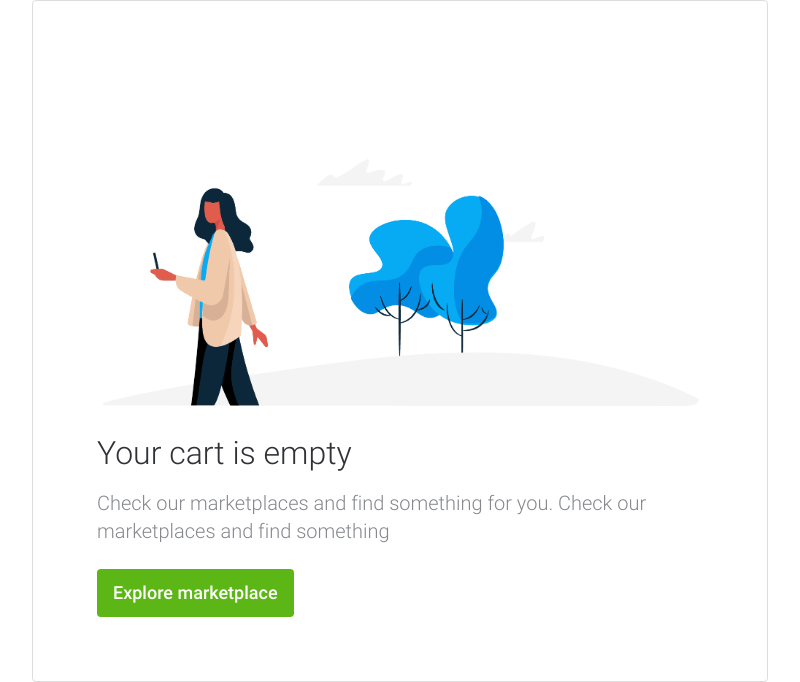 Your cart is empty
Check our marketplaces and find something for you. Check our
marketplaces and find something
Explore marketplace